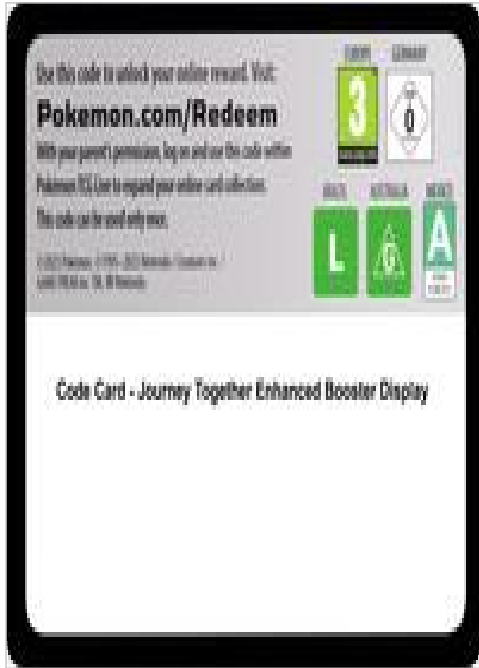 Use this code to unlock your online reward. Visit:
Pokemon.com/Redeem
With your parent's permission, log on and use this code within
Pokémon TCG Live to expand your online card collection.
This code can be used only once.
EUROPE GERMANY
3
0
BRAZIL AUSTRALIA MEXICO
L
G
A
Code Card - Journey Together Enhanced Booster Display